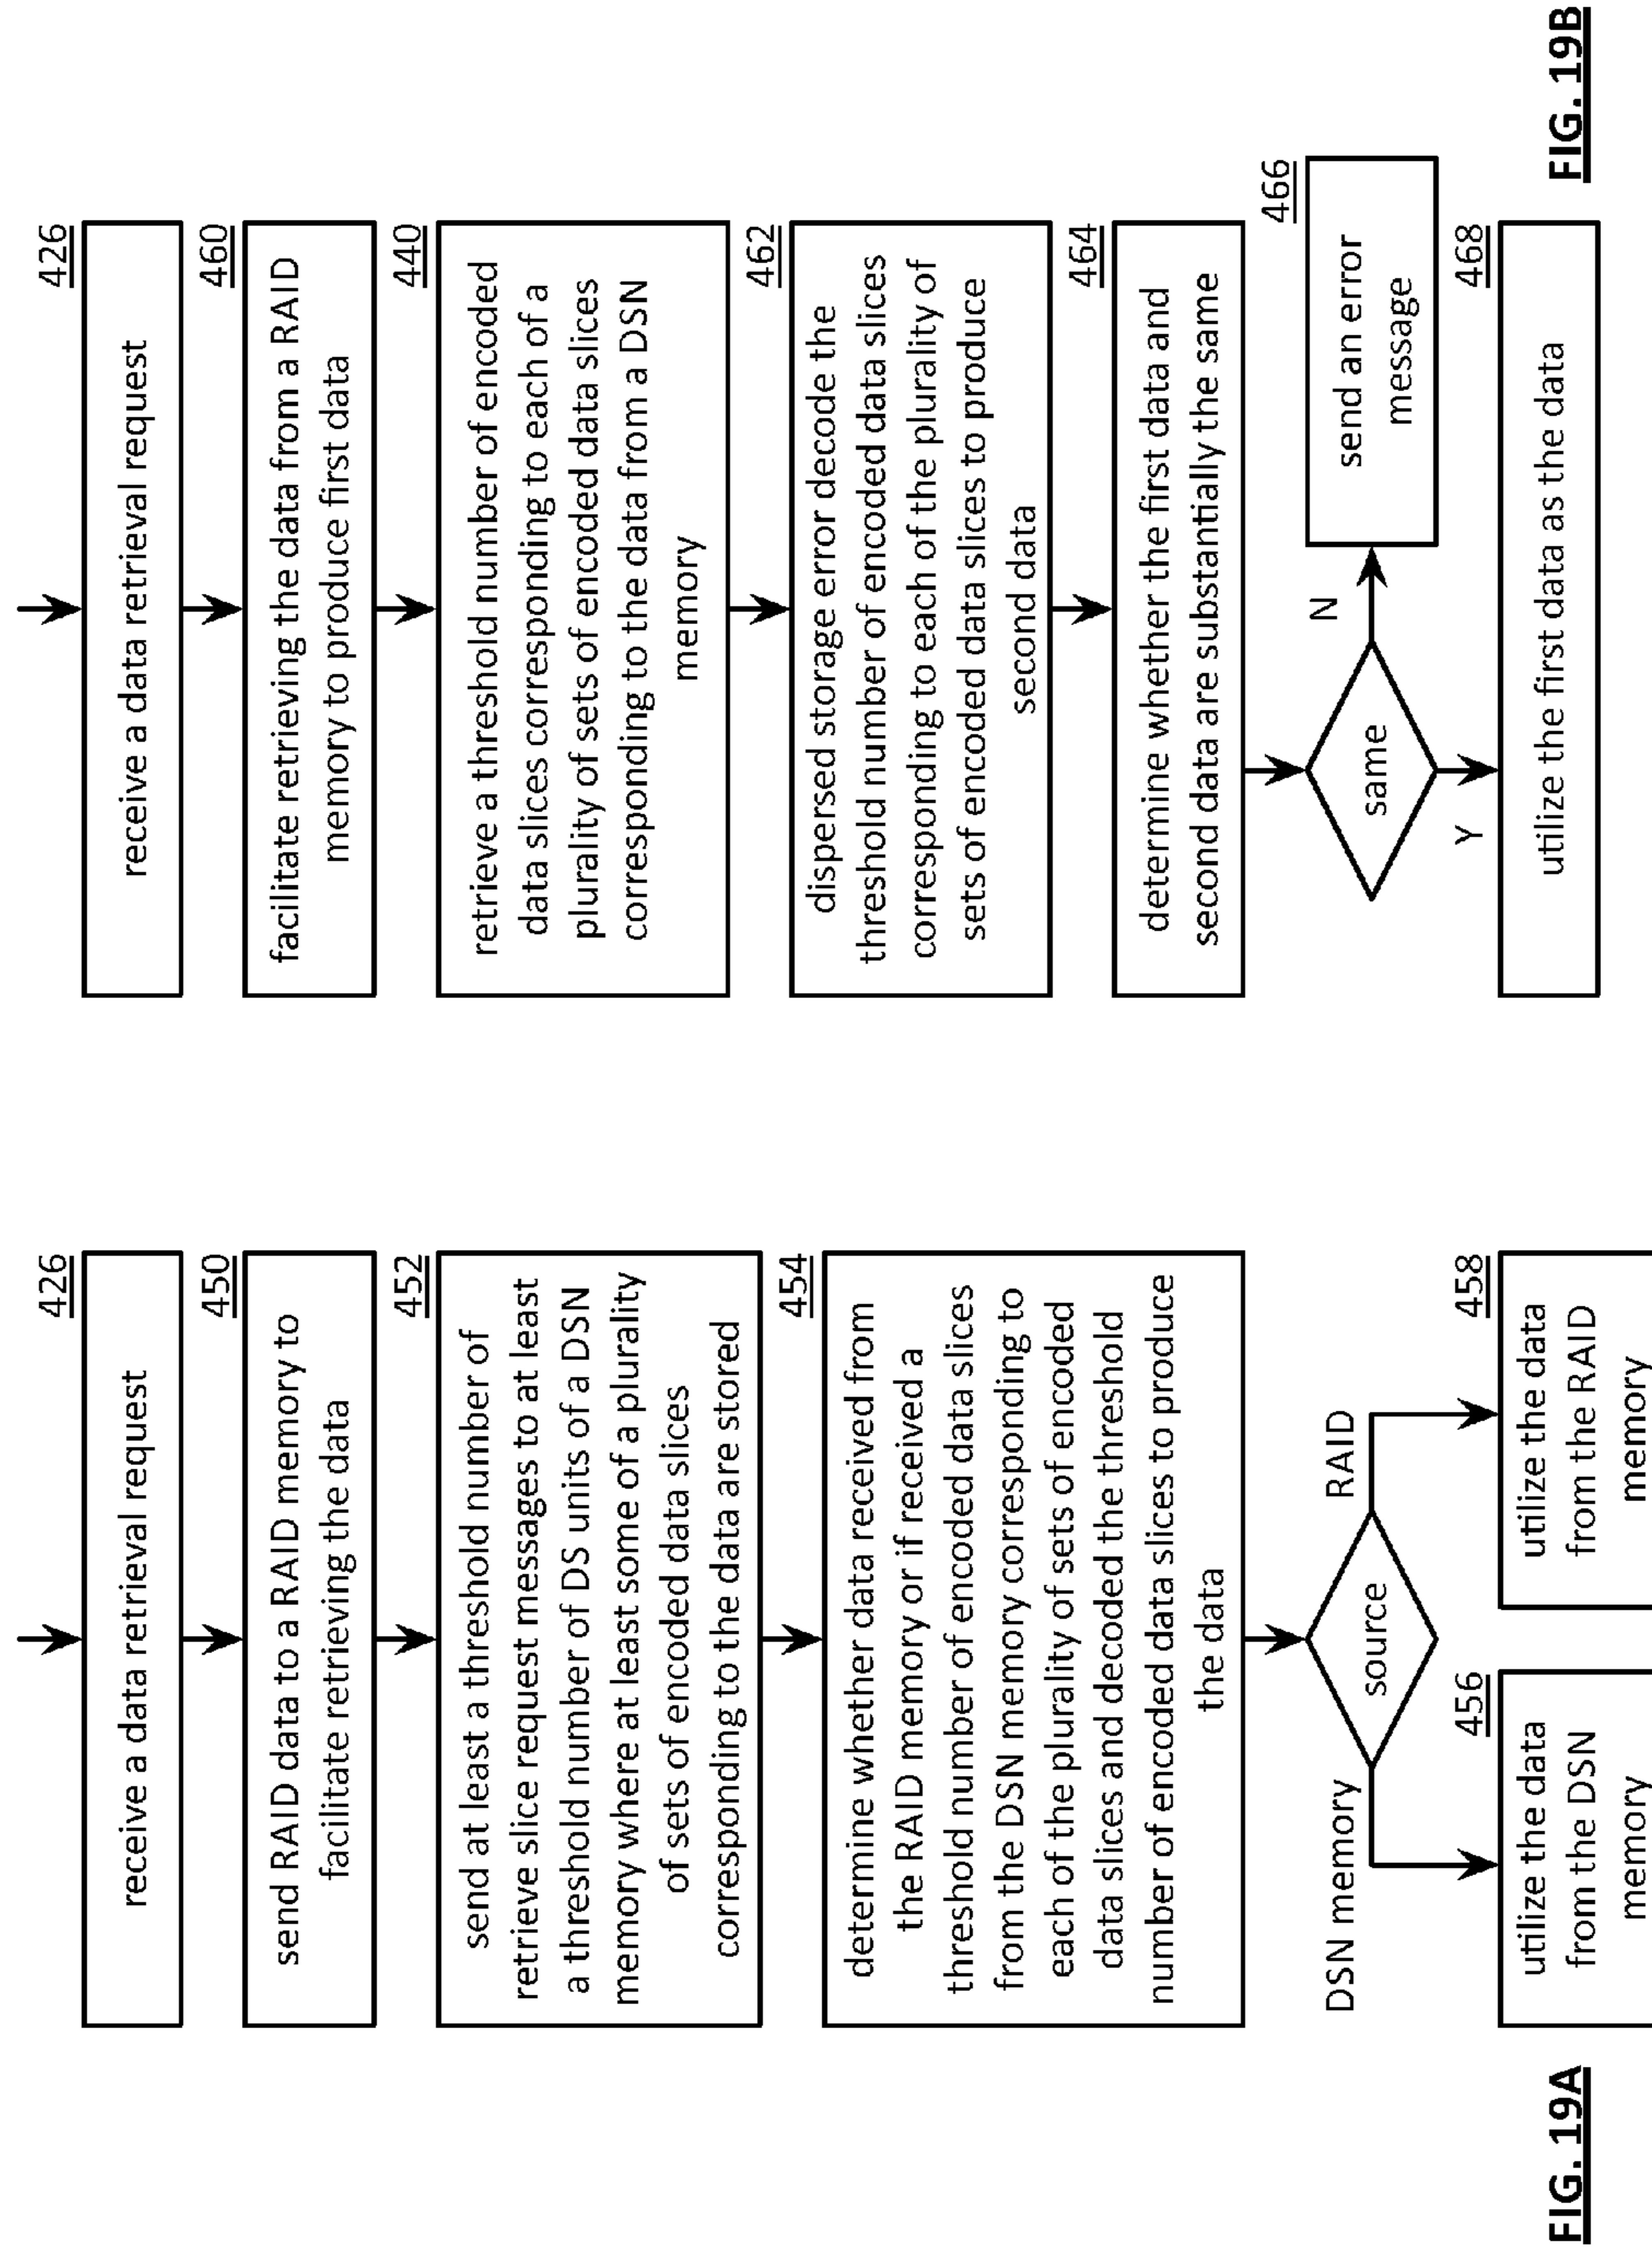 426
receive a data retrieval request
450
send RAID data to a RAID memory to
facilitate retrieving the data
452
send at least a threshold number of
retrieve slice request messages to at least
a threshold number of DS units of a DSN
memory where at least some of a plurality
of sets of encoded data slices
corresponding to the data are stored
454
determine whether data received from
the RAID memory or if received a
threshold number of encoded data slices
from the DSN memory corresponding to
each of the plurality of sets of encoded
data slices and decoded the threshold
number of encoded data slices to produce
the data
source
DSN memory
RAID
456
utilize the data
from the DSN
memory
458
utilize the data
from the RAID
memory
FIG. 19A
426
receive a data retrieval request
460
facilitate retrieving the data from a RAID
memory to produce first data
440
retrieve a threshold number of encoded
data slices corresponding to each of a
plurality of sets of encoded data slices
corresponding to the data from a DSN
memory
462
dispersed storage error decode the
threshold number of encoded data slices
corresponding to each of the plurality of
sets of encoded data slices to produce
second data
464
determine whether the first data and
second data are substantially the same
same
N
466
send an error
message
Y
468
utilize the first data as the data
FIG. 19B